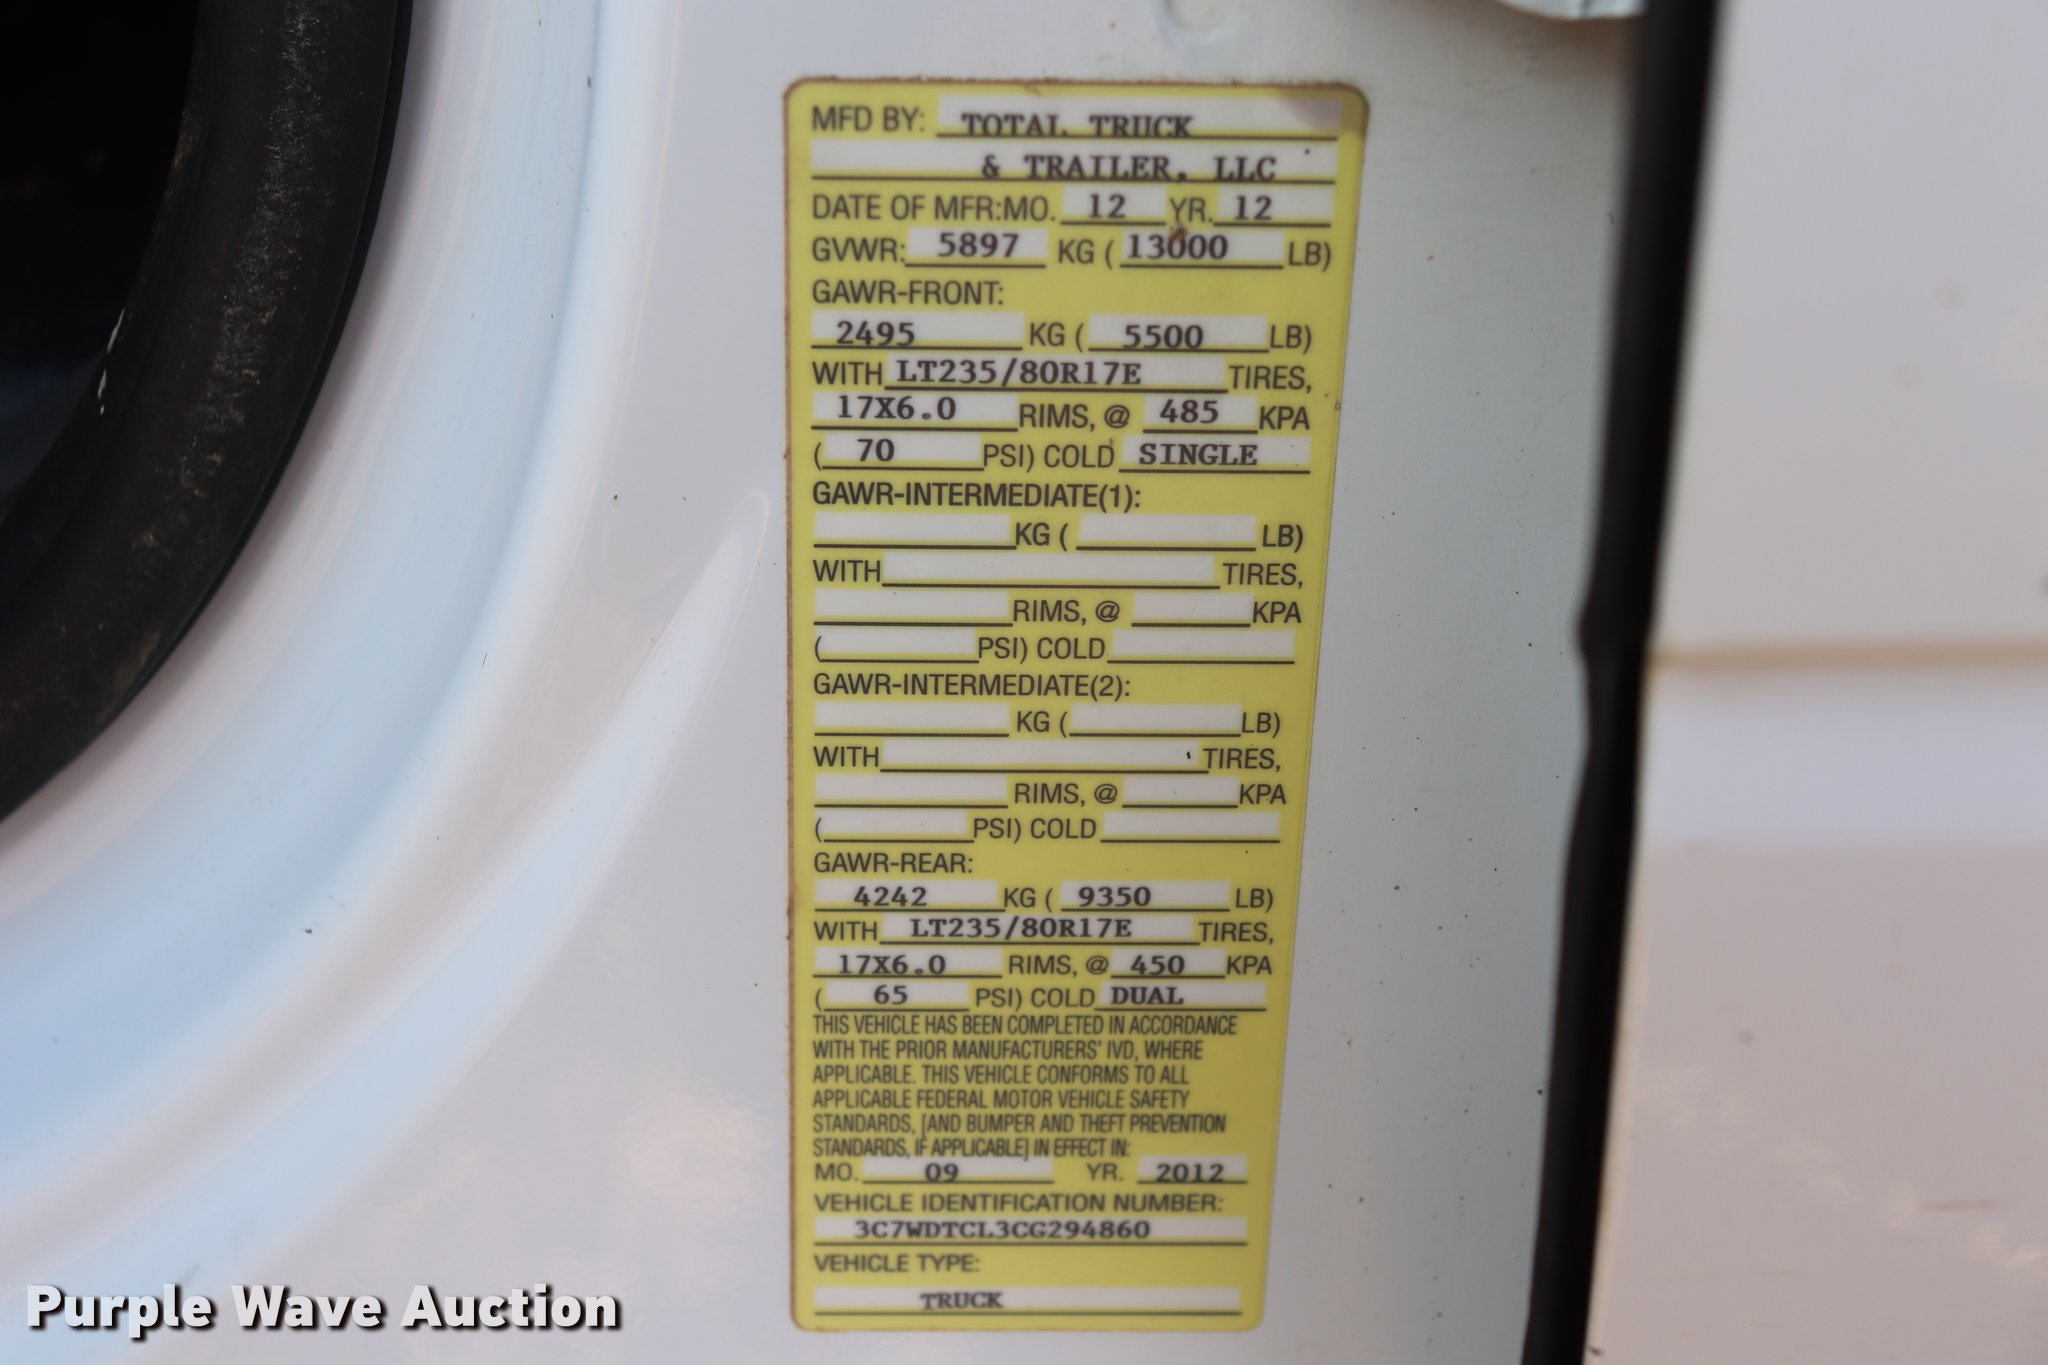 MFD BY: TOTAL TRUCK
& TRAILER, LLC
DATE OF MFR:MO. 12 YR. 12
GVWR: 5897 KG ( 13000 LB)
GAWR-FRONT:
2495 KG ( 5500 LB)
WITH LT235/80R17E TIRES,
17X6.0 RIMS, @ 485 KPA
( 70 PSI) COLD SINGLE
GAWR-INTERMEDIATE(1):
KG ( LB)
WITH TIRES,
RIMS, @ KPA
( PSI) COLD
GAWR-INTERMEDIATE(2):
KG ( LB)
WITH TIRES,
RIMS, @ KPA
( PSI) COLD
GAWR-REAR:
4242 KG ( 9350 LB)
WITH LT235/80R17E TIRES,
17X6.0 RIMS, @ 450 KPA
( 65 PSI) COLD DUAL
THIS VEHICLE HAS BEEN COMPLETED IN ACCORDANCE
WITH THE PRIOR MANUFACTURERS' IVD, WHERE
APPLICABLE. THIS VEHICLE CONFORMS TO ALL
APPLICABLE FEDERAL MOTOR VEHICLE SAFETY
STANDARDS, [AND BUMPER AND THEFT PREVENTION
STANDARDS, IF APPLICABLE] IN EFFECT IN:
MO. 09 YR. 2012
VEHICLE IDENTIFICATION NUMBER:
3C7WDTCL3CG294860
VEHICLE TYPE:
TRUCK
Purple Wave Auction